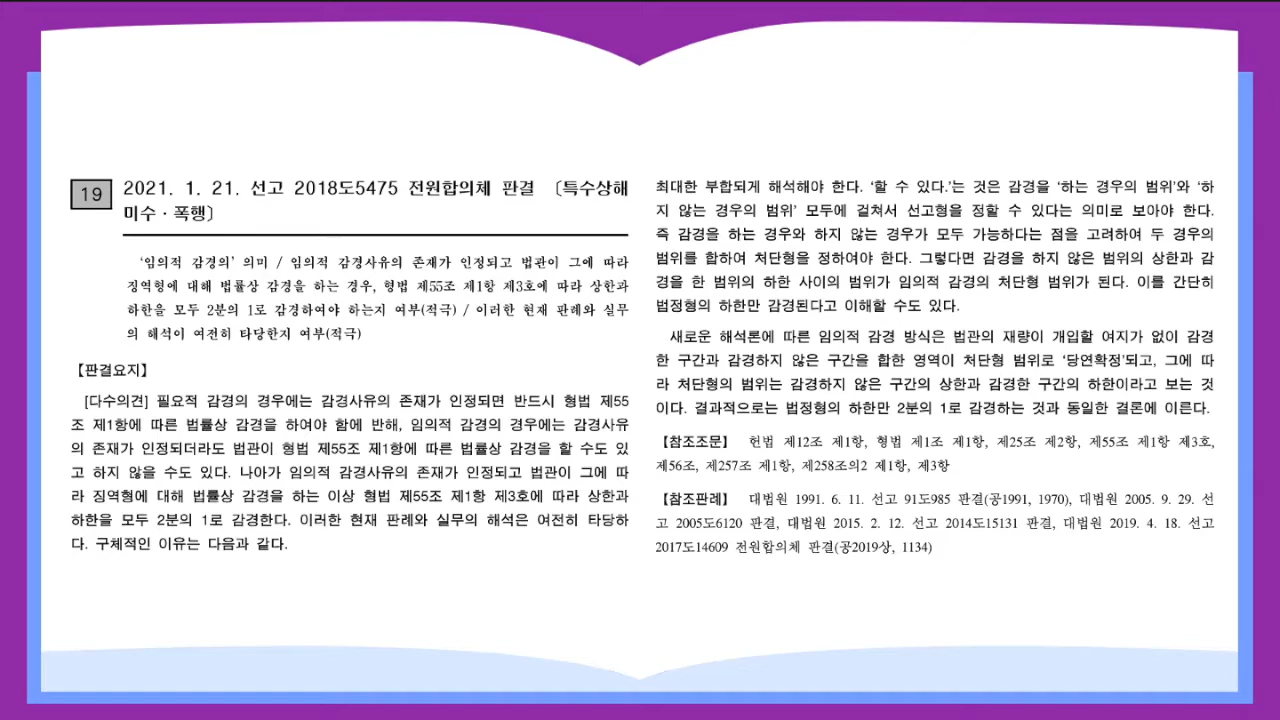 19
2021. 1. 21. 선고 2018도5475 전원합의체 판결 〔특수상해
미수·폭행〕
‘임의적 감경의’ 의미 / 임의적 감경사유의 존재가 인정되고 법관이 그에 따라
징역형에 대해 법률상 감경을 하는 경우, 형법 제55조 제1항 제3호에 따라 상한과
하한을 모두 2분의 1로 감경하여야 하는지 여부(적극) / 이러한 현재 판례와 실무
의 해석이 여전히 타당한지 여부(적극)
【판결요지】
[다수의견] 필요적 감경의 경우에는 감경사유의 존재가 인정되면 반드시 형법 제55
조 제1항에 따른 법률상 감경을 하여야 함에 반해, 임의적 감경의 경우에는 감경사유
의 존재가 인정되더라도 법관이 형법 제55조 제1항에 따른 법률상 감경을 할 수도 있
고 하지 않을 수도 있다. 나아가 임의적 감경사유의 존재가 인정되고 법관이 그에 따
라 징역형에 대해 법률상 감경을 하는 이상 형법 제55조 제1항 제3호에 따라 상한과
하한을 모두 2분의 1로 감경한다. 이러한 현재 판례와 실무의 해석은 여전히 타당하
다. 구체적인 이유는 다음과 같다.
최대한 부합되게 해석해야 한다. ‘할 수 있다.’는 것은 감경을 ‘하는 경우의 범위’와 ‘하
지 않는 경우의 범위’ 모두에 걸쳐서 선고형을 정할 수 있다는 의미로 보아야 한다.
즉 감경을 하는 경우와 하지 않는 경우가 모두 가능하다는 점을 고려하여 두 경우의
범위를 합하여 처단형을 정하여야 한다. 그렇다면 감경을 하지 않은 범위의 상한과 감
경을 한 범위의 하한 사이의 범위가 임의적 감경의 처단형 범위가 된다. 이를 간단히
법정형의 하한만 감경된다고 이해할 수도 있다.
새로운 해석론에 따른 임의적 감경 방식은 법관의 재량이 개입할 여지가 없이 감경
한 구간과 감경하지 않은 구간을 합한 영역이 처단형 범위로 ‘당연확정’되고, 그에 따
라 처단형의 범위는 감경하지 않은 구간의 상한과 감경한 구간의 하한이라고 보는 것
이다. 결과적으로는 법정형의 하한만 2분의 1로 감경하는 것과 동일한 결론에 이른다.
【참조조문】 헌법 제12조 제1항, 형법 제1조 제1항, 제25조 제2항, 제55조 제1항 제3호,
제56조, 제257조 제1항, 제258조의2 제1항, 제3항
【참조판례】 대법원 1991. 6. 11. 선고 91도985 판결(공1991, 1970), 대법원 2005. 9. 29. 선
고 2005도6120 판결, 대법원 2015. 2. 12. 선고 2014도15131 판결, 대법원 2019. 4. 18. 선고
2017도14609 전원합의체 판결(공2019상, 1134)